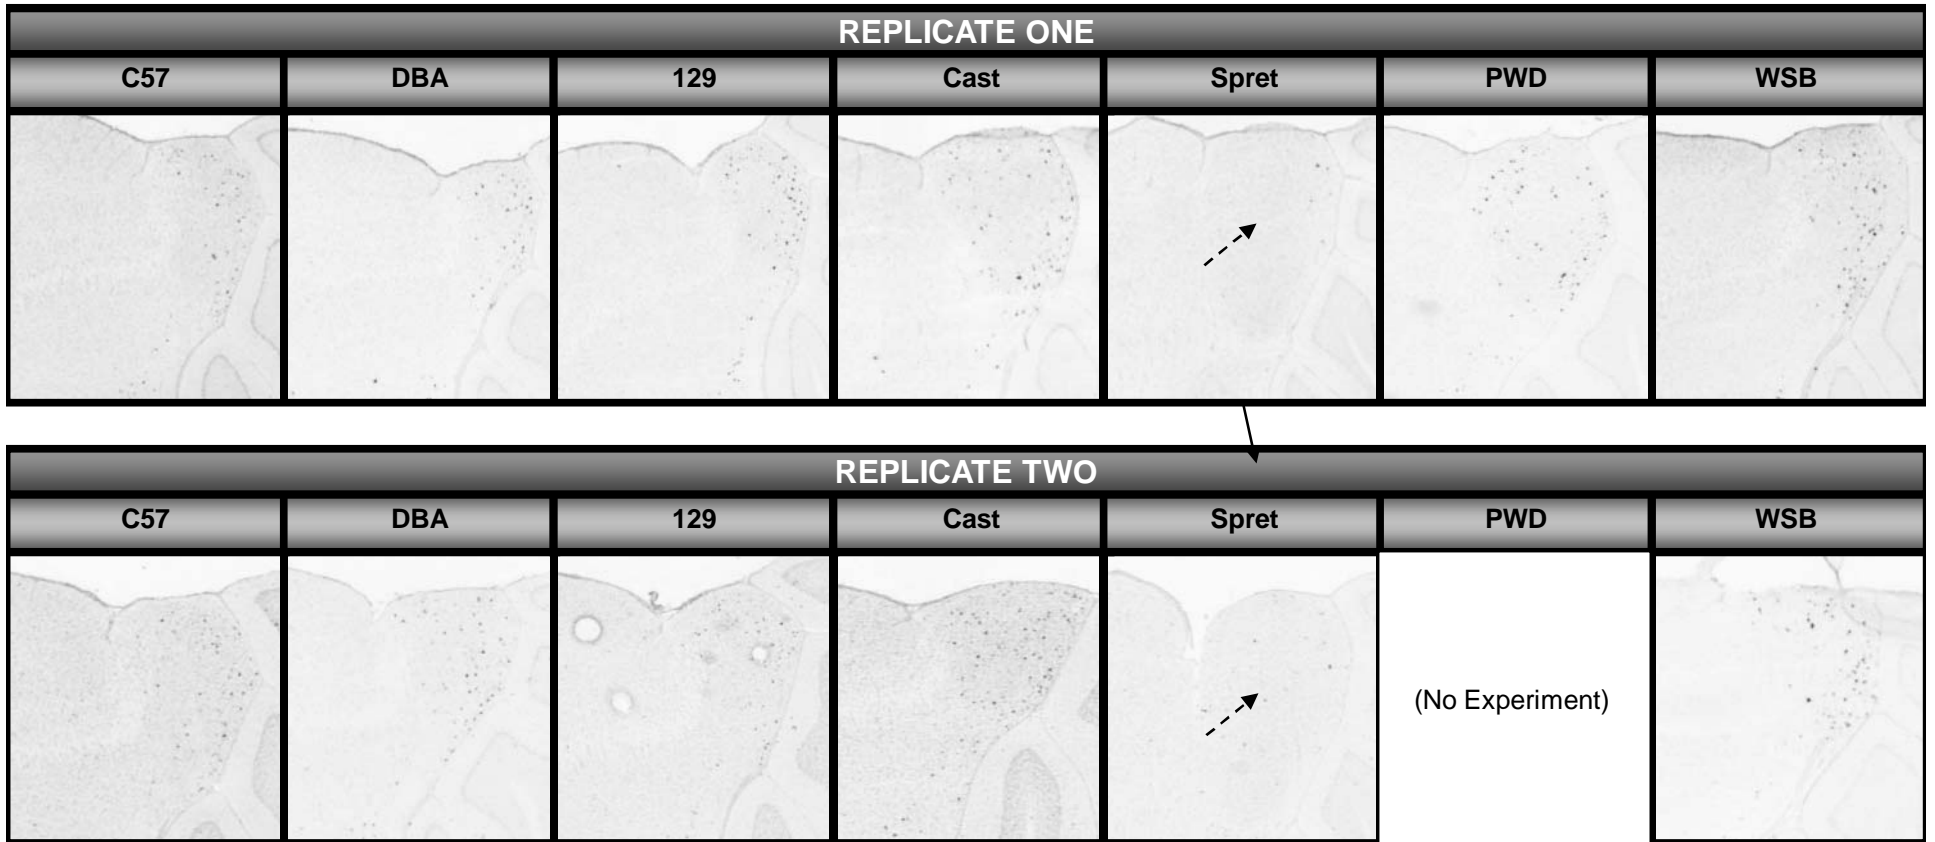 REPLICATE ONE
C57 DBA 129 Cast Spret PWD WSB
REPLICATE TWO
C57 DBA 129 Cast Spret PWD WSB
(No Experiment)